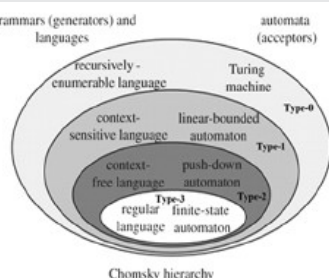 rammars (generators) and automata
languages (acceptors)
recursively- Turing
enumerable language machine
Type-0
context- linear-bounded
sensitive language automaton
Type-1
context- push-down
free language automaton
Type-3 Type-2
regular finite-state
language automaton
Chomsky hierarchy